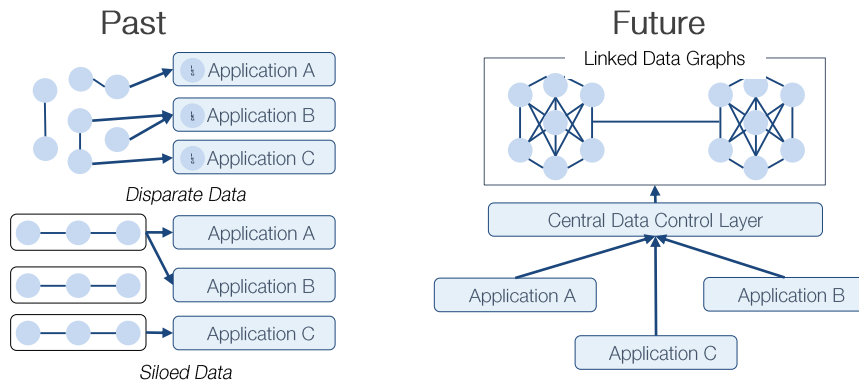 Past
Application A
Application B
Application C
Disparate Data
Application A
Application B
Application C
Siloed Data
Future
Linked Data Graphs
Central Data Control Layer
Application A
Application B
Application C